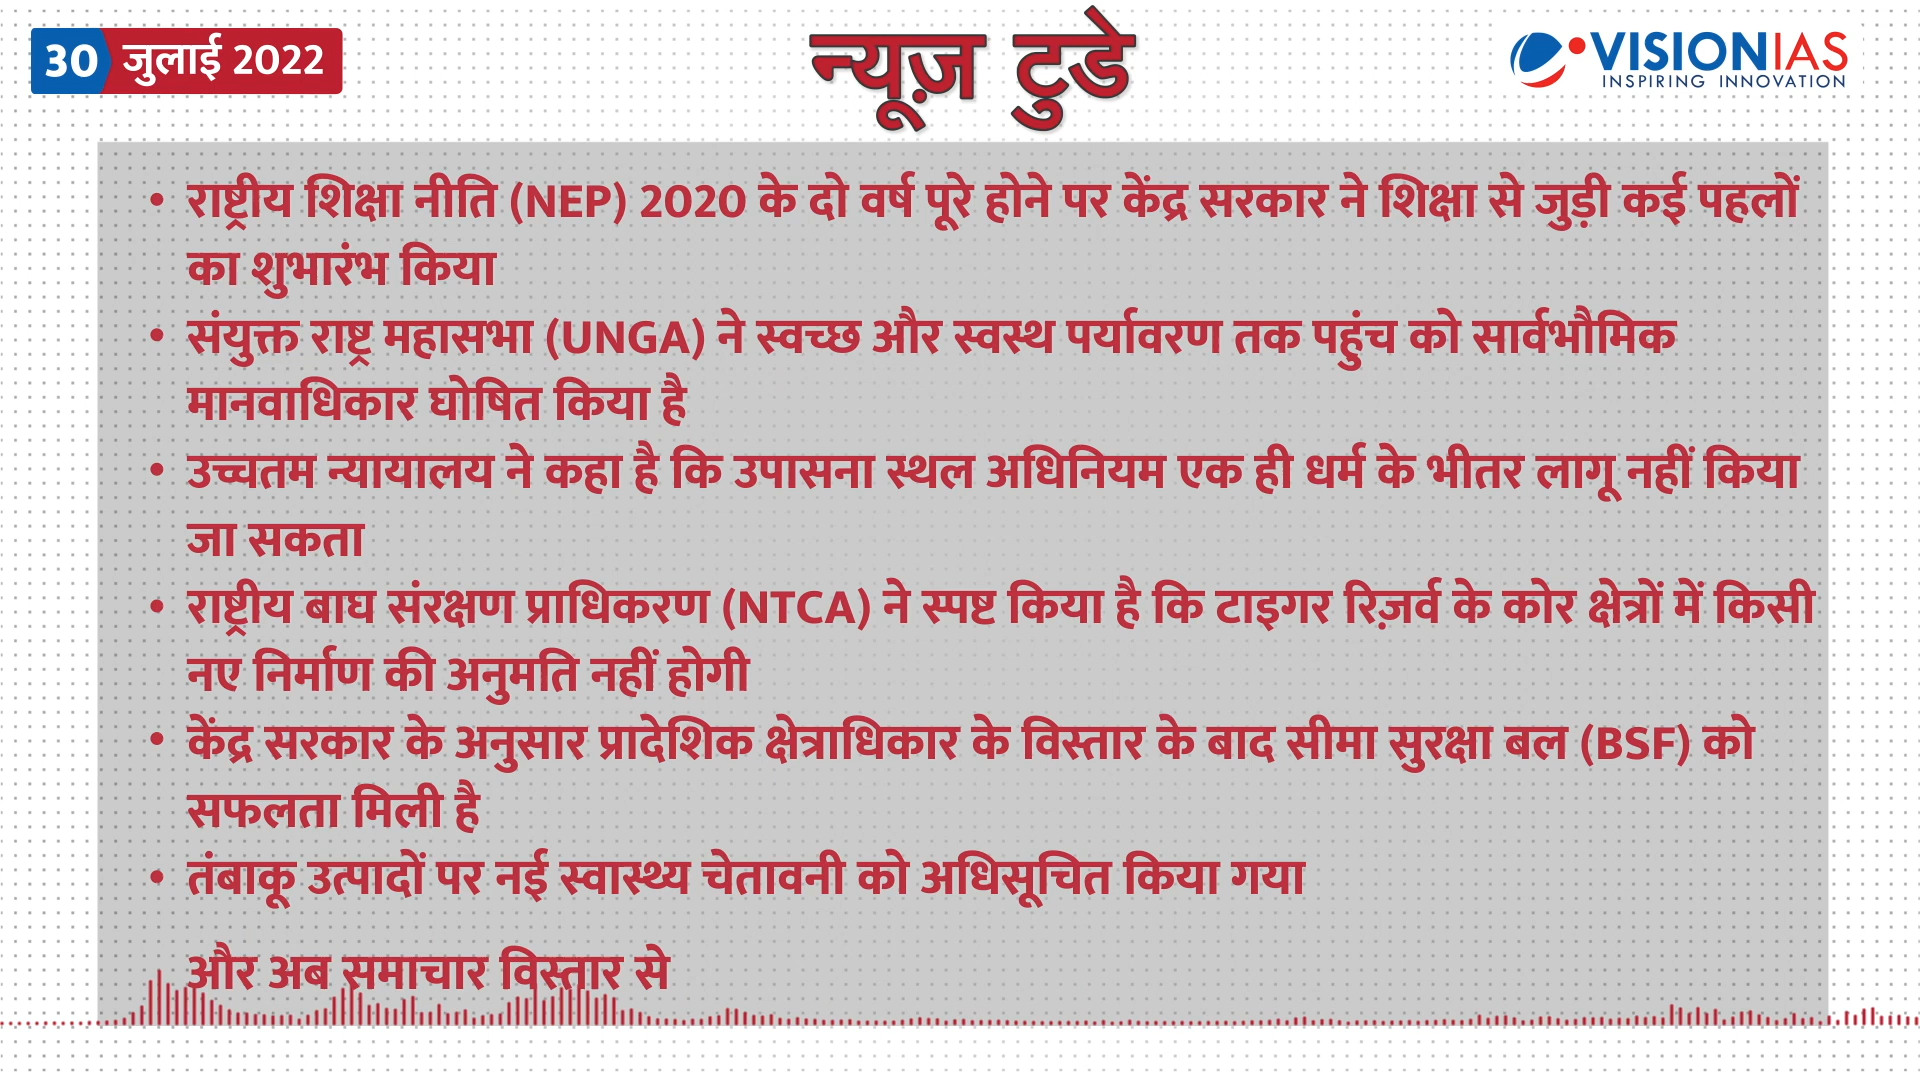 30 जुलाई 2022
न्यूज़ टुडे
VISIONIAS
INSPIRING INNOVATION
• राष्ट्रीय शिक्षा नीति (NEP) 2020 के दो वर्ष पूरे होने पर केंद्र सरकार ने शिक्षा से जुड़ी कई पहलों
का शुभारंभ किया
• संयुक्त राष्ट्र महासभा (UNGA) ने स्वच्छ और स्वस्थ पर्यावरण तक पहुंच को सार्वभौमिक
मानवाधिकार घोषित किया है
• उच्चतम न्यायालय ने कहा है कि उपासना स्थल अधिनियम एक ही धर्म के भीतर लागू नहीं किया
जा सकता
• राष्ट्रीय बाघ संरक्षण प्राधिकरण (NTCA) ने स्पष्ट किया है कि टाइगर रिज़र्व के कोर क्षेत्रों में किसी
नए निर्माण की अनुमति नहीं होगी
• केंद्र सरकार के अनुसार प्रादेशिक क्षेत्राधिकार के विस्तार के बाद सीमा सुरक्षा बल (BSF) को
सफलता मिली है
• तंबाकू उत्पादों पर नई स्वास्थ्य चेतावनी को अधिसूचित किया गया
और अब समाचार विस्तार से